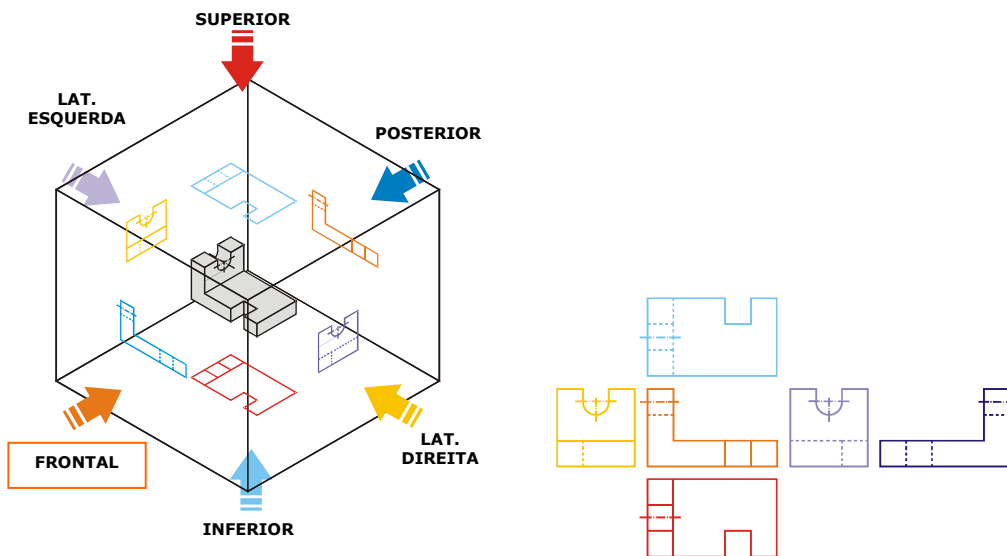 SUPERIOR
LAT.
ESQUERDA
POSTERIOR
FRONTAL
LAT.
DIREITA
INFERIOR